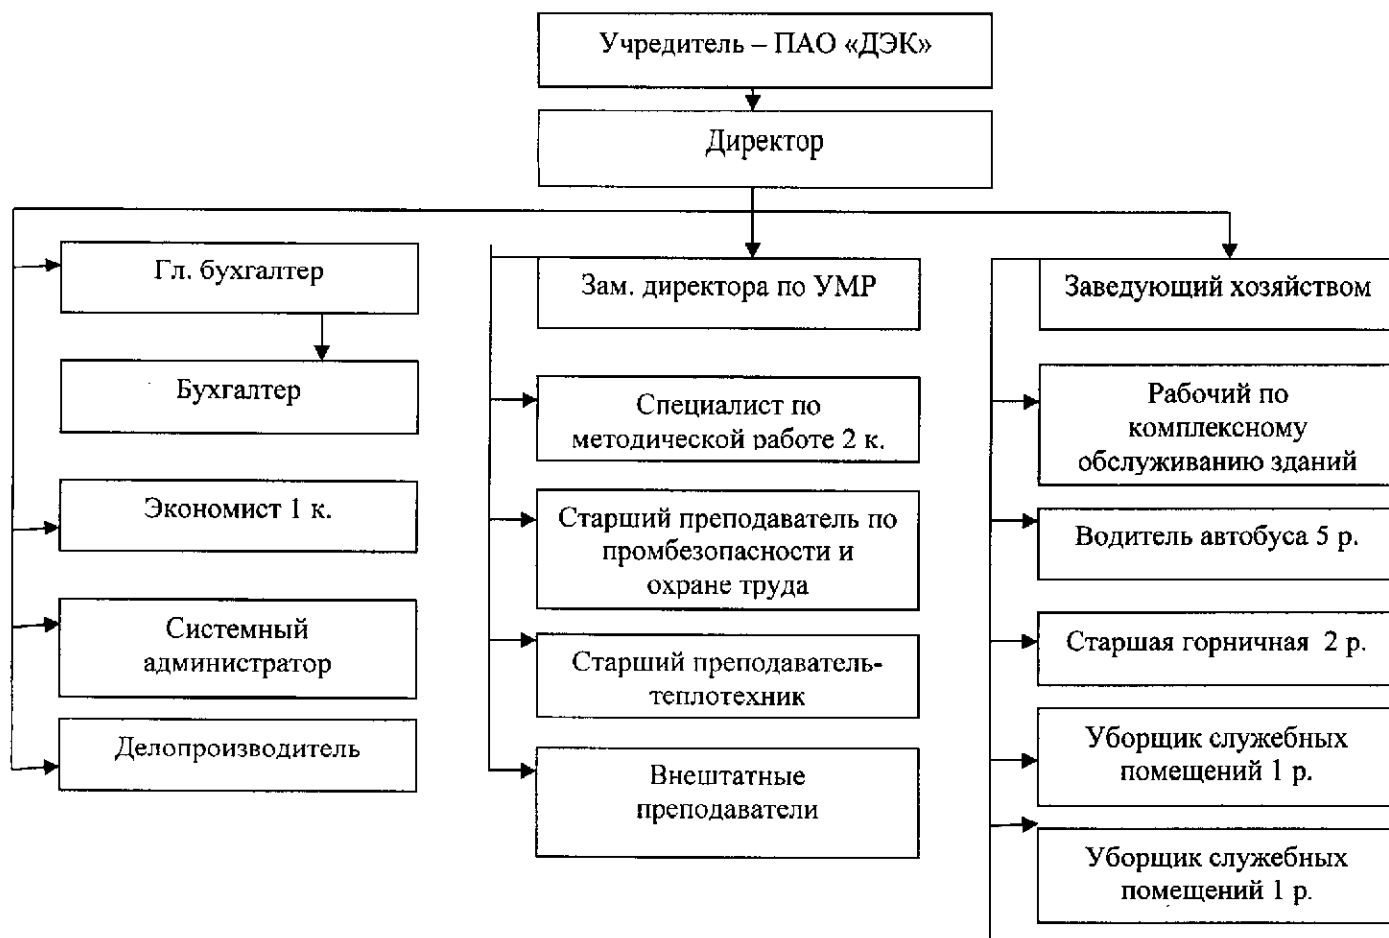 Учредитель – ПАО «ДЭК»
Директор
Гл. бухгалтер
Бухгалтер
Экономист 1 к.
Системный
администратор
Делопроизводитель
Зам. директора по УМР
Специалист по
методической работе 2 к.
Старший преподаватель по
промбезопасности и
охране труда
Старший преподаватель-
теплотехник
Внештатные
преподаватели
Заведующий хозяйством
Рабочий по
комплексному
обслуживанию зданий
Водитель автобуса 5 р.
Старшая горничная 2 р.
Уборщик служебных
помещений 1 р.
Уборщик служебных
помещений 1 р.